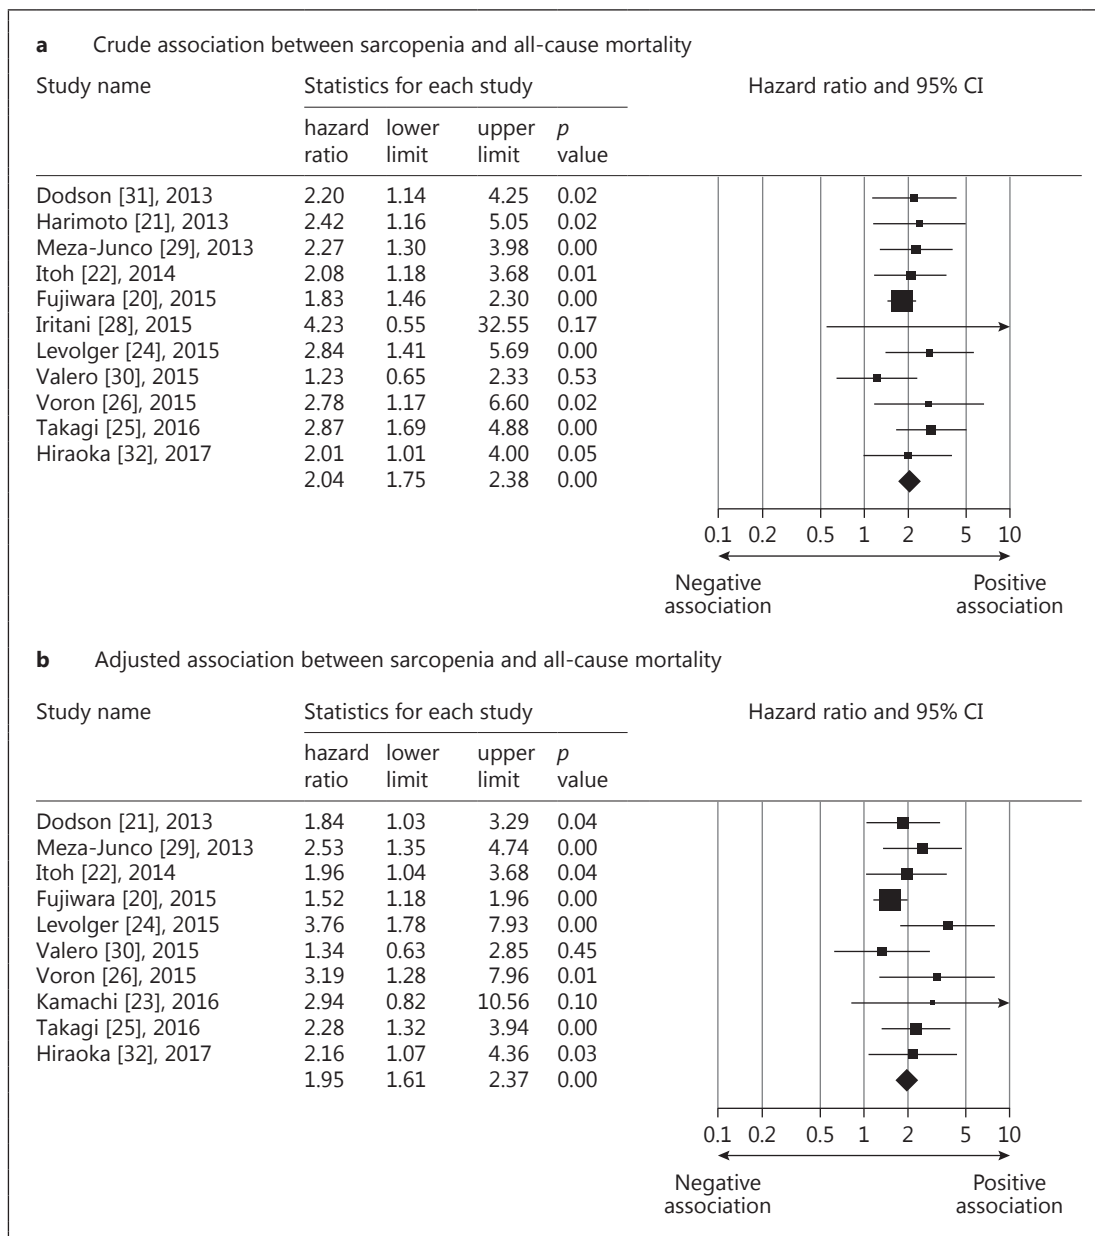 a Crude association between sarcopenia and all-cause mortality
Study name Statistics for each study Hazard ratio and 95% CI
hazard lower upper p
ratio limit limit value
Dodson [31], 2013 2.20 1.14 4.25 0.02
Harimoto [21], 2013 2.42 1.16 5.05 0.02
Meza-Junco [29], 2013 2.27 1.30 3.98 0.00
Itoh [22], 2014 2.08 1.18 3.68 0.01
Fujiwara [20], 2015 1.83 1.46 2.30 0.00
Iritani [28], 2015 4.23 0.55 32.55 0.17
Levolger [24], 2015 2.84 1.41 5.69 0.00
Valero [30], 2015 1.23 0.65 2.33 0.53
Voron [26], 2015 2.78 1.17 6.60 0.02
Takagi [25], 2016 2.87 1.69 4.88 0.00
Hiraoka [32], 2017 2.01 1.01 4.00 0.05
2.04 1.75 2.38 0.00
0.1 0.2 0.5 1 2 5 10
Negative Positive
association association
b Adjusted association between sarcopenia and all-cause mortality
Study name Statistics for each study Hazard ratio and 95% CI
hazard lower upper p
ratio limit limit value
Dodson [21], 2013 1.84 1.03 3.29 0.04
Meza-Junco [29], 2013 2.53 1.35 4.74 0.00
Itoh [22], 2014 1.96 1.04 3.68 0.04
Fujiwara [20], 2015 1.52 1.18 1.96 0.00
Levolger [24], 2015 3.76 1.78 7.93 0.00
Valero [30], 2015 1.34 0.63 2.85 0.45
Voron [26], 2015 3.19 1.28 7.96 0.01
Kamachi [23], 2016 2.94 0.82 10.56 0.10
Takagi [25], 2016 2.28 1.32 3.94 0.00
Hiraoka [32], 2017 2.16 1.07 4.36 0.03
1.95 1.61 2.37 0.00
0.1 0.2 0.5 1 2 5 10
Negative Positive
association association